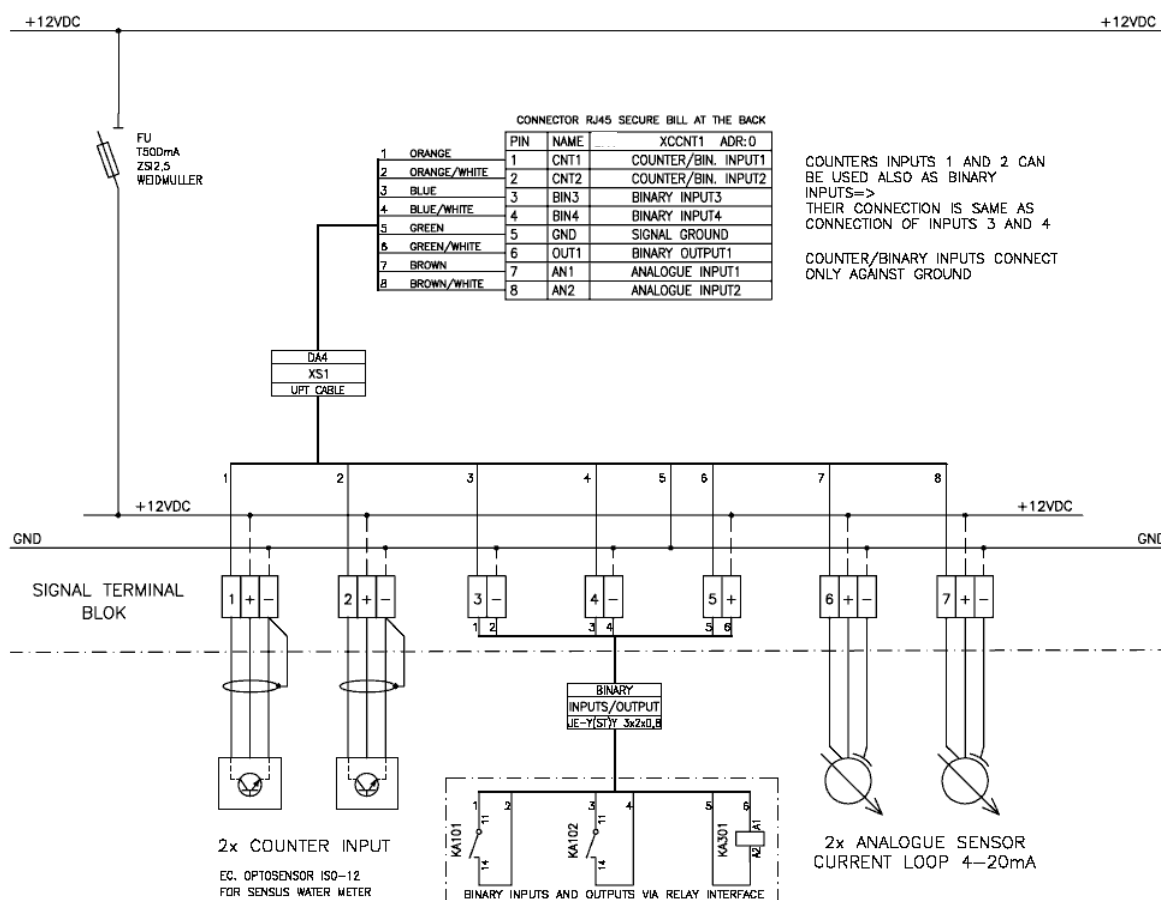 +12VDC +12VDC
FU
T500mA
ZSI2,5
WEIDMULLER
CONNECTOR RJ45 SECURE BILL AT THE BACK
PIN NAME XCCNT1 ADR:0
1 ORANGE 1 CNT1 COUNTER/BIN. INPUT1
2 ORANGE/WHITE 2 CNT2 COUNTER/BIN. INPUT2
3 BLUE 3 BIN3 BINARY INPUT3
4 BLUE/WHITE 4 BIN4 BINARY INPUT4
5 GREEN 5 GND SIGNAL GROUND
6 GREEN/WHITE 6 OUT1 BINARY OUTPUT1
7 BROWN 7 AN1 ANALOGUE INPUT1
8 BROWN/WHITE 8 AN2 ANALOGUE INPUT2
COUNTERS INPUTS 1 AND 2 CAN
BE USED ALSO AS BINARY
INPUTS=>
THEIR CONNECTION IS SAME AS
CONNECTION OF INPUTS 3 AND 4
COUNTER/BINARY INPUTS CONNECT
ONLY AGAINST GROUND
DA4
XS1
UPT CABLE
1 2 3 4 5 6 7 8
+12VDC +12VDC
GND GND
SIGNAL TERMINAL
BLOK
1 + - 2 + - 3 - 4 - 5 + 6 + - 7 + -
1 2 3 4 5 6
BINARY
INPUTS/OUTPUT
JE-Y(ST)Y 3x2x0,8
1 2 3 4 5 6
KA101 11 14
KA102 11 14
KA301 A1 A2
2x COUNTER INPUT
EC. OPTOSENSOR ISO-12
FOR SENSUS WATER METER
BINARY INPUTS AND OUTPUTS VIA RELAY INTERFACE
2x ANALOGUE SENSOR
CURRENT LOOP 4-20mA